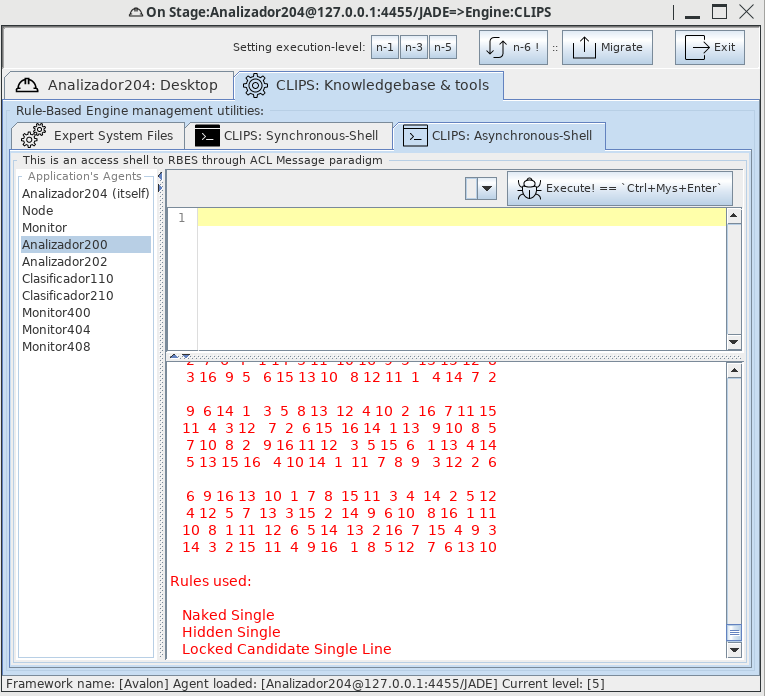 On Stage:Analizador204@127.0.0.1:4455/JADE=>Engine:CLIPS
Setting execution-level: n-1 n-3 n-5 n-6 ! :: Migrate Exit
Analizador204: Desktop CLIPS: Knowledgebase & tools
Rule-Based Engine management utilities:
Expert System Files CLIPS: Synchronous-Shell CLIPS: Asynchronous-Shell
This is an access shell to RBES through ACL Message paradigm
Application's Agents
Analizador204 (itself)
Node
Monitor
Analizador200
Analizador202
Clasificador110
Clasificador210
Monitor400
Monitor404
Monitor408
Execute! == `Ctrl+Mys+Enter`
1
3 16 9 5 6 15 13 10 8 12 11 1 4 14 7 2
9 6 14 1 3 5 8 13 12 4 10 2 16 7 11 15
11 4 3 12 7 2 6 15 16 14 1 13 9 10 8 5
7 10 8 2 9 16 11 12 3 5 15 6 1 13 4 14
5 13 15 16 4 10 14 1 11 7 8 9 3 12 2 6
6 9 16 13 10 1 7 8 15 11 3 4 14 2 5 12
4 12 5 7 13 3 15 2 14 9 6 10 8 16 1 11
10 8 1 11 12 6 5 14 13 2 16 7 15 4 9 3
14 3 2 15 11 4 9 16 1 8 5 12 7 6 13 10
Rules used:
Naked Single
Hidden Single
Locked Candidate Single Line
Framework name: [Avalon] Agent loaded: [Analizador204@127.0.0.1:4455/JADE] Current level: [5]